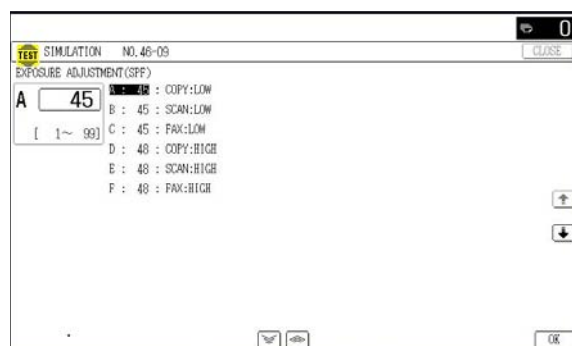 0
TEST SIMULATION NO.46-09 CLOSE
EXPOSURE ADJUSTMENT(SPF)
A 45
[ 1~ 99]
A : 45 : COPY:LOW
B : 45 : SCAN:LOW
C : 45 : FAX:LOW
D : 48 : COPY:HIGH
E : 48 : SCAN:HIGH
F : 48 : FAX:HIGH
OK